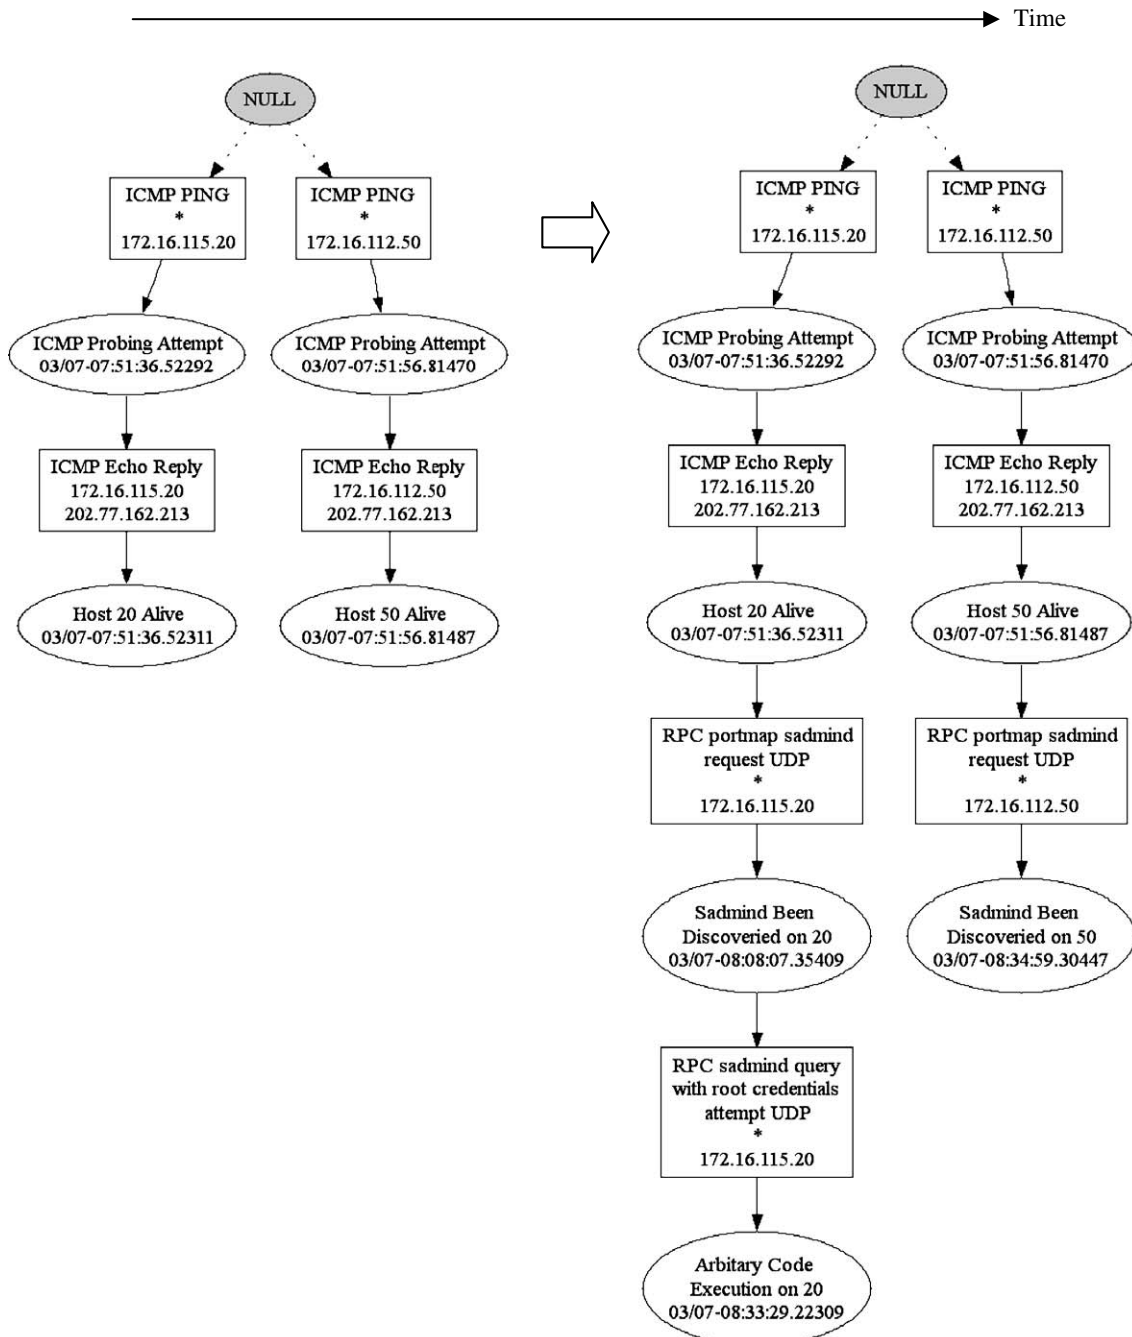 Time
NULL
ICMP PING
*
172.16.115.20
ICMP PING
*
172.16.112.50
ICMP Probing Attempt
03/07-07:51:36.52292
ICMP Probing Attempt
03/07-07:51:56.81470
ICMP Echo Reply
172.16.115.20
202.77.162.213
ICMP Echo Reply
172.16.112.50
202.77.162.213
Host 20 Alive
03/07-07:51:36.52311
Host 50 Alive
03/07-07:51:56.81487
NULL
ICMP PING
*
172.16.115.20
ICMP PING
*
172.16.112.50
ICMP Probing Attempt
03/07-07:51:36.52292
ICMP Probing Attempt
03/07-07:51:56.81470
ICMP Echo Reply
172.16.115.20
202.77.162.213
ICMP Echo Reply
172.16.112.50
202.77.162.213
Host 20 Alive
03/07-07:51:36.52311
Host 50 Alive
03/07-07:51:56.81487
RPC portmap sadmind
request UDP
*
172.16.115.20
RPC portmap sadmind
request UDP
*
172.16.112.50
Sadmind Been
Discoveried on 20
03/07-08:08:07.35409
Sadmind Been
Discoveried on 50
03/07-08:34:59.30447
RPC sadmind query
with root credentials
attempt UDP
*
172.16.115.20
Arbitary Code
Execution on 20
03/07-08:33:29.22309